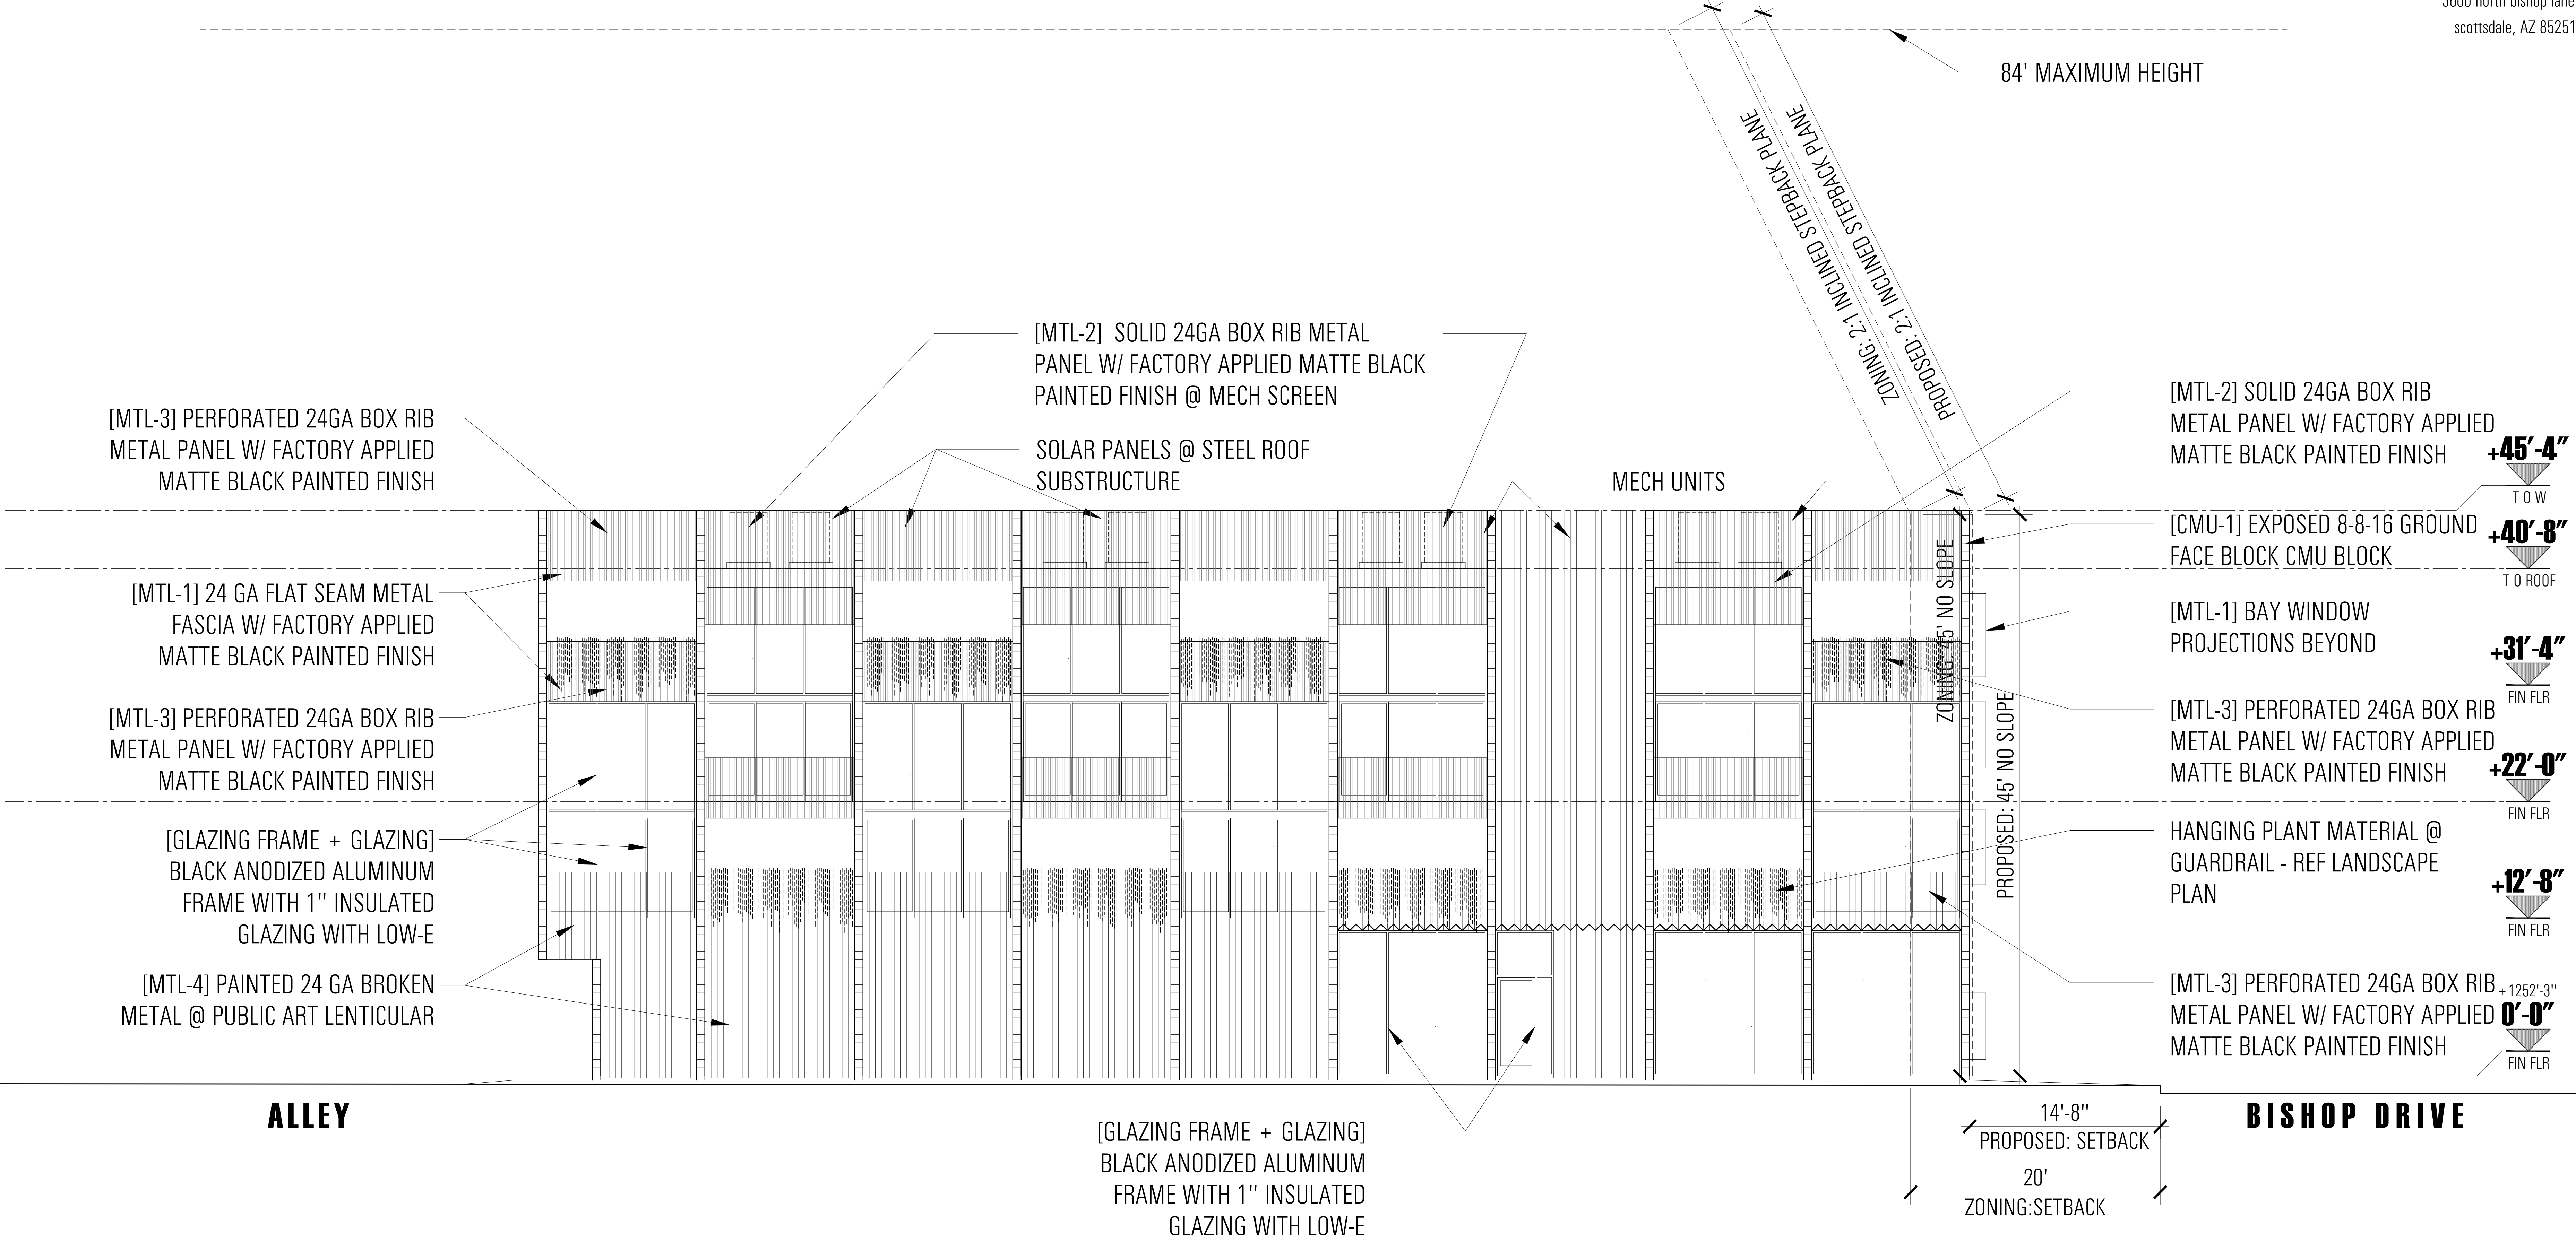 scottsdale, AZ 85251
84' MAXIMUM HEIGHT
ZONING: 2:1 INCLINED STEPBACK PLANE
PROPOSED: 2:1 INCLINED STEPBACK PLANE
[MTL-2] SOLID 24GA BOX RIB METAL
PANEL W/ FACTORY APPLIED MATTE BLACK
PAINTED FINISH @ MECH SCREEN
SOLAR PANELS @ STEEL ROOF
SUBSTRUCTURE
MECH UNITS
[MTL-3] PERFORATED 24GA BOX RIB
METAL PANEL W/ FACTORY APPLIED
MATTE BLACK PAINTED FINISH
[MTL-1] 24 GA FLAT SEAM METAL
FASCIA W/ FACTORY APPLIED
MATTE BLACK PAINTED FINISH
[MTL-3] PERFORATED 24GA BOX RIB
METAL PANEL W/ FACTORY APPLIED
MATTE BLACK PAINTED FINISH
[GLAZING FRAME + GLAZING]
BLACK ANODIZED ALUMINUM
FRAME WITH 1" INSULATED
GLAZING WITH LOW-E
[MTL-4] PAINTED 24 GA BROKEN
METAL @ PUBLIC ART LENTICULAR
[MTL-2] SOLID 24GA BOX RIB
METAL PANEL W/ FACTORY APPLIED
MATTE BLACK PAINTED FINISH
+45'-4"
T O W
[CMU-1] EXPOSED 8-8-16 GROUND
FACE BLOCK CMU BLOCK
+40'-8"
T O ROOF
[MTL-1] BAY WINDOW
PROJECTIONS BEYOND
+31'-4"
FIN FLR
[MTL-3] PERFORATED 24GA BOX RIB
METAL PANEL W/ FACTORY APPLIED
MATTE BLACK PAINTED FINISH
+22'-0"
FIN FLR
HANGING PLANT MATERIAL @
GUARDRAIL - REF LANDSCAPE
PLAN
+12'-8"
FIN FLR
[MTL-3] PERFORATED 24GA BOX RIB
METAL PANEL W/ FACTORY APPLIED
MATTE BLACK PAINTED FINISH
+1252'-3"
0'-0"
FIN FLR
ZONING: 45' NO SLOPE
PROPOSED: 45' NO SLOPE
ALLEY
BISHOP DRIVE
14'-8"
PROPOSED: SETBACK
20'
ZONING:SETBACK
[GLAZING FRAME + GLAZING]
BLACK ANODIZED ALUMINUM
FRAME WITH 1" INSULATED
GLAZING WITH LOW-E